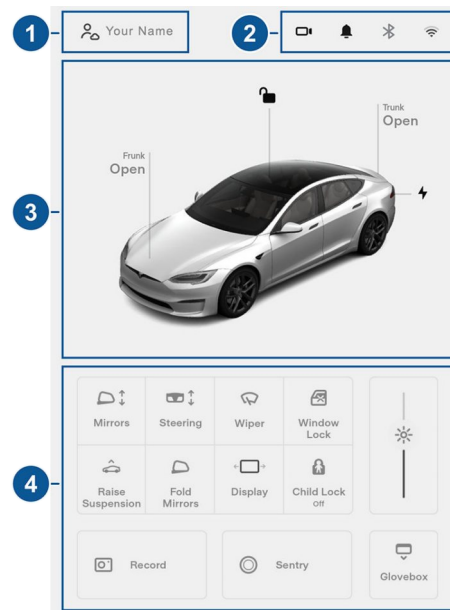 1
Your Name
2
3
Frunk
Open
Trunk
Open
4
Mirrors
Steering
Wiper
Window
Lock
Raise
Suspension
Fold
Mirrors
Display
Child Lock
Off
Record
Sentry
Glovebox